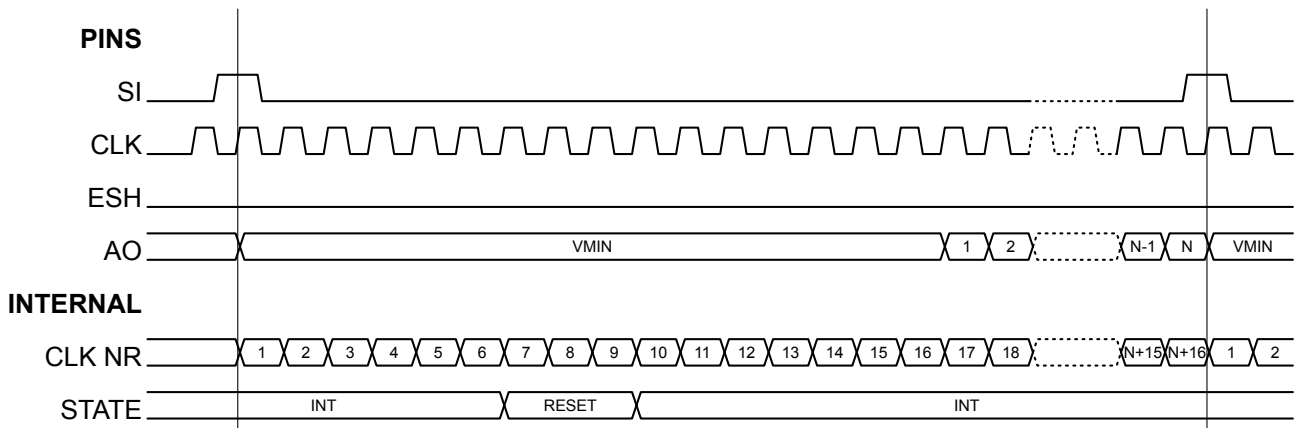 PINS
SI
CLK
ESH
AO VMIN 1 2 N-1 N VMIN
INTERNAL
CLK NR 1 2 3 4 5 6 7 8 9 10 11 12 13 14 15 16 17 18 N+15 N+16 1 2
STATE INT RESET INT